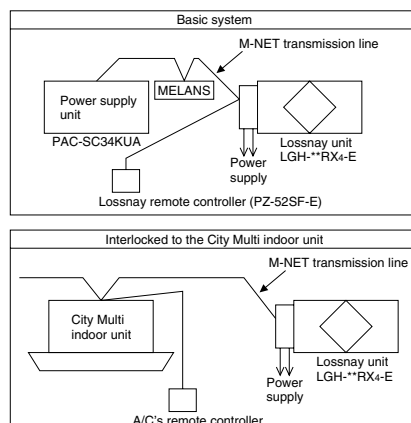 Basic system
M-NET transmission line
Power supply
unit
MELANS
PAC-SC34KUA
Lossnay unit
LGH-**RX4-E
Power
supply
Lossnay remote controller (PZ-52SF-E)
Interlocked to the City Multi indoor unit
M-NET transmission line
City Multi
indoor unit
Lossnay unit
LGH-**RX4-E
Power
supply
A/C's remote controller